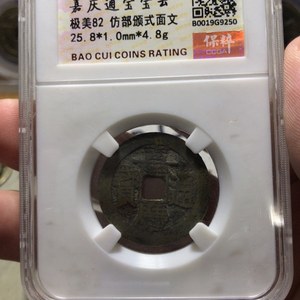 嘉庆通宝宝云
极美82 仿部颁式面文
25.8*1.0mm*4.8g
BAO CUI COINS RATING
B0019G9250
保粹